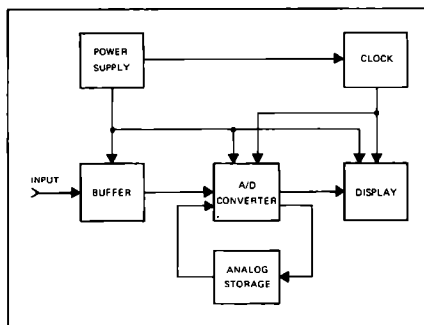 POWER
SUPPLY
CLOCK
INPUT
BUFFER
A/D
CONVERTER
DISPLAY
ANALOG
STORAGE